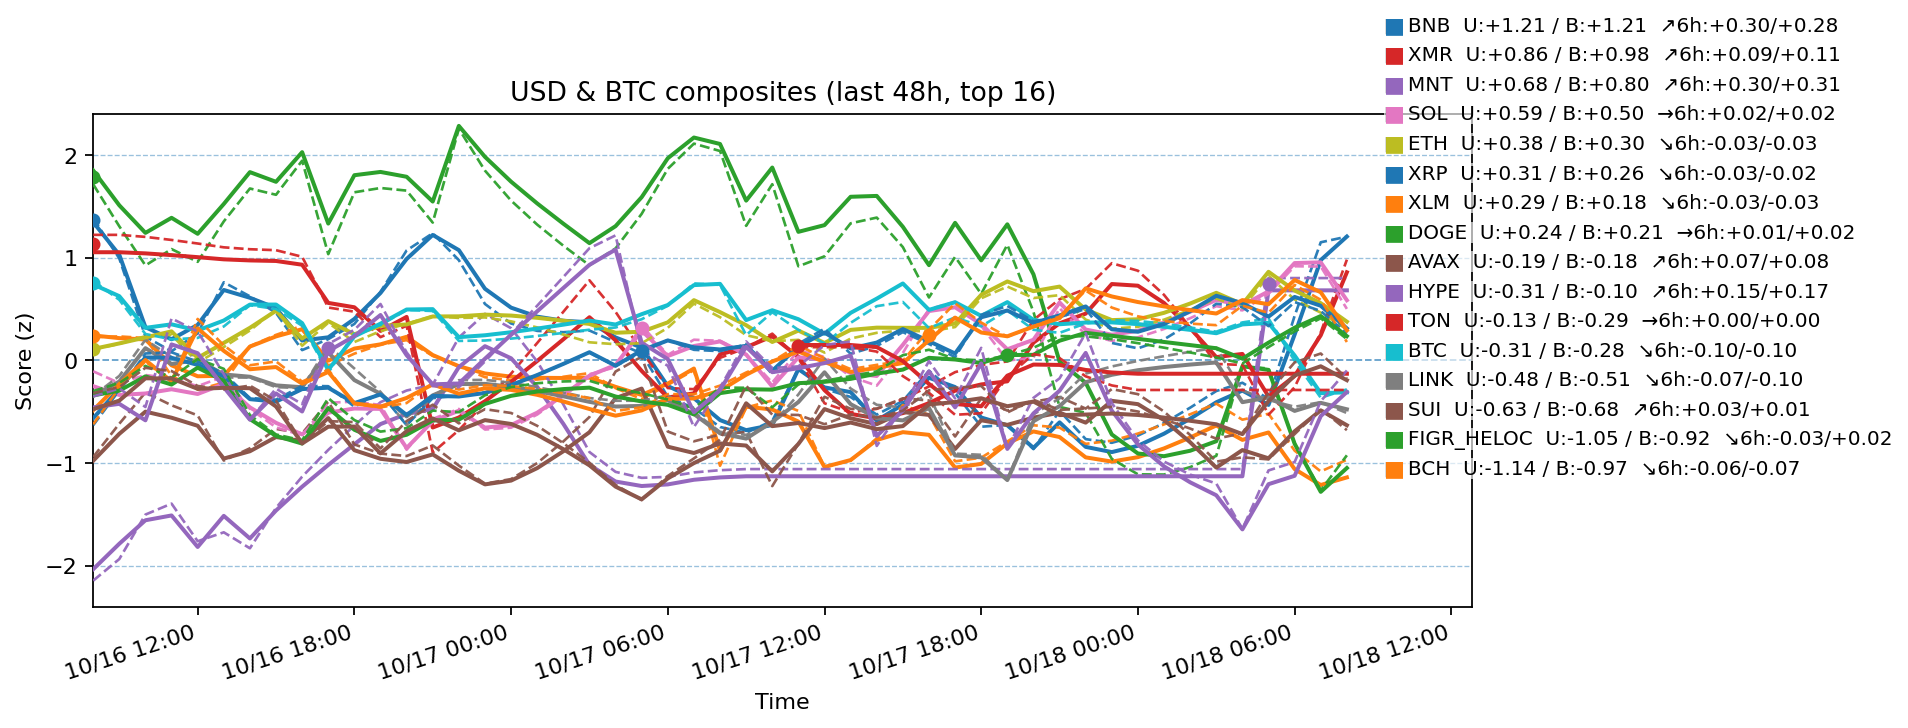 USD & BTC composites (last 48h, top 16)
BNB U:+1.21 / B:+1.21 ↗6h:+0.30/+0.28
XMR U:+0.86 / B:+0.98 ↗6h:+0.09/+0.11
MNT U:+0.68 / B:+0.80 ↗6h:+0.30/+0.31
SOL U:+0.59 / B:+0.50 →6h:+0.02/+0.02
ETH U:+0.38 / B:+0.30 ↘6h:-0.03/-0.03
XRP U:+0.31 / B:+0.26 ↘6h:-0.03/-0.02
XLM U:+0.29 / B:+0.18 ↘6h:-0.03/-0.03
DOGE U:+0.24 / B:+0.21 →6h:+0.01/+0.02
AVAX U:-0.19 / B:-0.18 ↗6h:+0.07/+0.08
HYPE U:-0.31 / B:-0.10 ↗6h:+0.15/+0.17
TON U:-0.13 / B:-0.29 →6h:+0.00/+0.00
BTC U:-0.31 / B:-0.28 ↘6h:-0.10/-0.10
LINK U:-0.48 / B:-0.51 ↘6h:-0.07/-0.10
SUI U:-0.63 / B:-0.68 ↗6h:+0.03/+0.01
FIGR_HELOC U:-1.05 / B:-0.92 ↘6h:-0.03/+0.02
BCH U:-1.14 / B:-0.97 ↘6h:-0.06/-0.07
Score (z)
2
1
0
−1
−2
10/16 12:00
10/16 18:00
10/17 00:00
10/17 06:00
10/17 12:00
10/17 18:00
10/18 00:00
10/18 06:00
10/18 12:00
Time